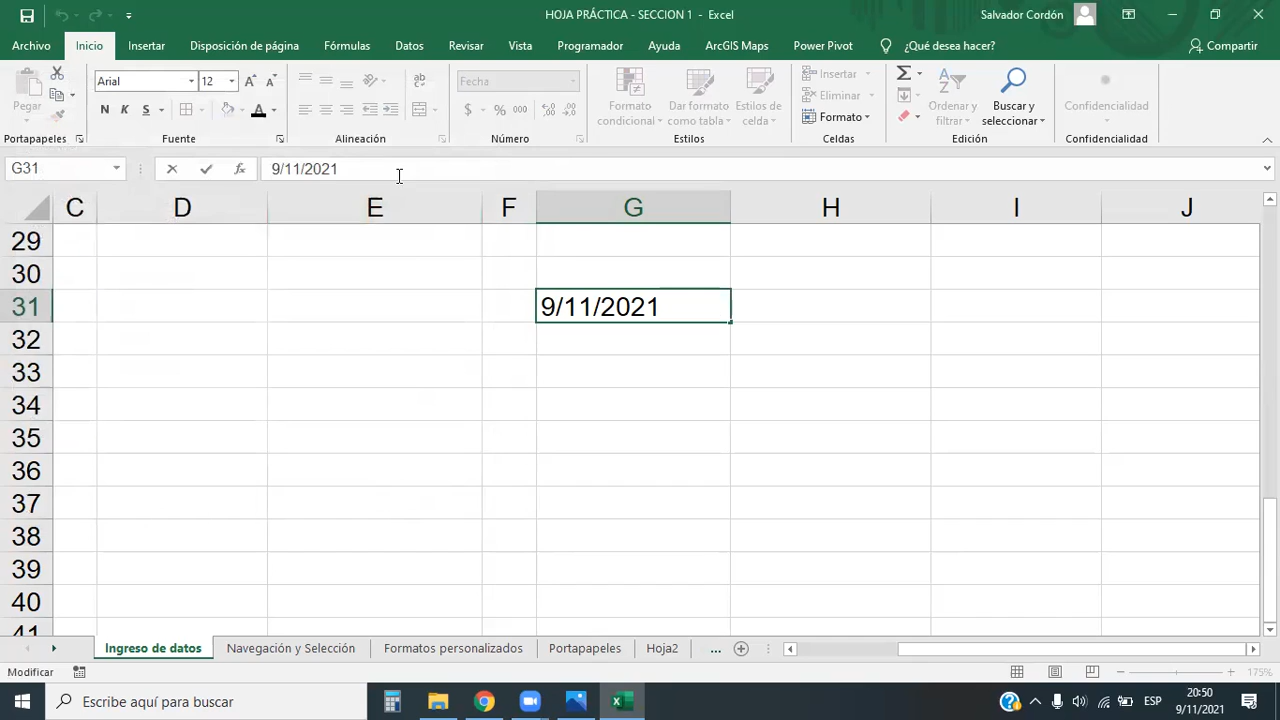 HOJA PRÁCTICA - SECCION 1 - Excel
Salvador Cordón
Archivo Inicio Insertar Disposición de página Fórmulas Datos Revisar Vista Programador Ayuda ArcGIS Maps Power Pivot ¿Qué desea hacer? Compartir
Pegar
Arial 12
N K S
A A
A
ab
Fecha
$ % 000
Formato condicional
Dar formato como tabla
Estilos de celda
Insertar
Eliminar
Formato
Ordenar y filtrar
Buscar y seleccionar
Confidencialidad
Portapapeles Fuente Alineación Número Estilos Celdas Edición Confidencialidad
G31 fx 9/11/2021
C D E F G H I J
29
30
31 9/11/2021
32
33
34
35
36
37
38
39
40
41
Ingreso de datos Navegación y Selección Formatos personalizados Portapapeles Hoja2 ...
Modificar 175%
Escribe aquí para buscar
ESP
20:50
9/11/2021